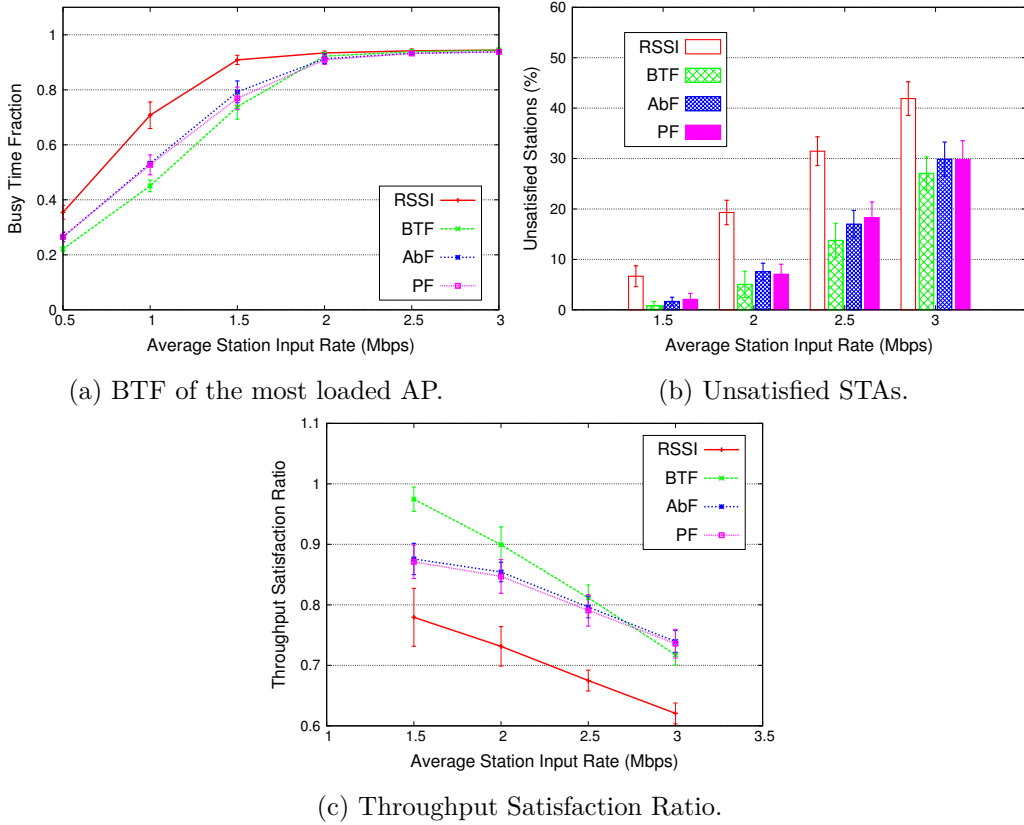 1
0.8
0.6
0.4
0.2
0
0.5
1
1.5
2
2.5
3
Busy Time Fraction
Average Station Input Rate (Mbps)
RSSI
BTF
AbF
PF
(a) BTF of the most loaded AP.
60
50
40
30
20
10
0
1.5
2
2.5
3
Unsatisfied Stations (%)
Average Station Input Rate (Mbps)
RSSI
BTF
AbF
PF
(b) Unsatisfied STAs.
1.1
1
0.9
0.8
0.7
0.6
1
1.5
2
2.5
3
3.5
Throughput Satisfaction Ratio
Average Station Input Rate (Mbps)
RSSI
BTF
AbF
PF
(c) Throughput Satisfaction Ratio.